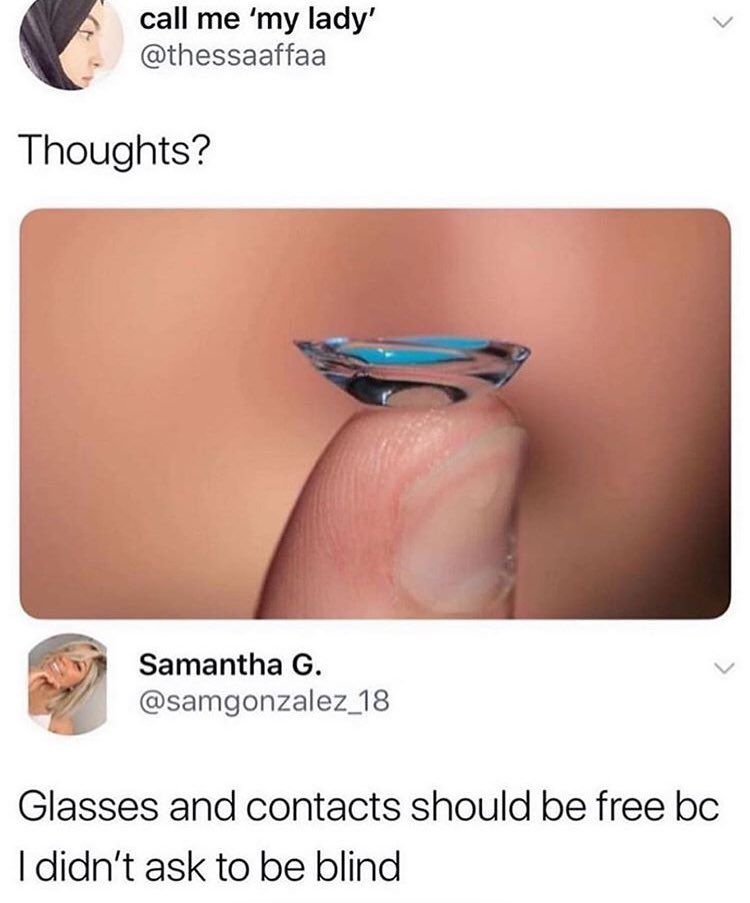 call me 'my lady'
@thessaaffaa
Thoughts?
Samantha G.
@samgonzalez_18
Glasses and contacts should be free bc
I didn't ask to be blind